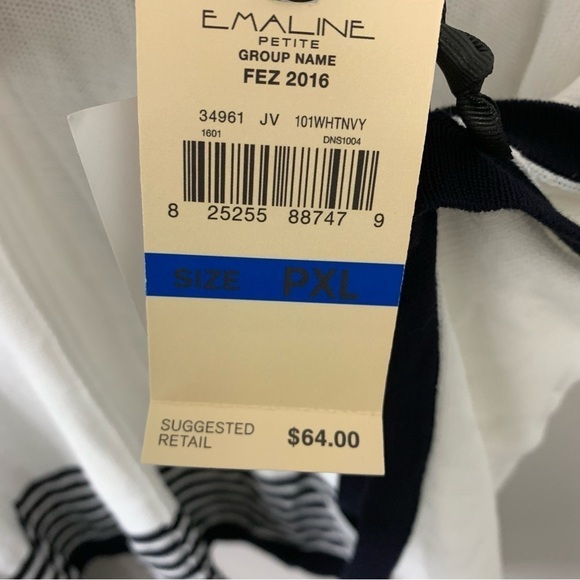 EMALINE
PETITE
GROUP NAME
FEZ 2016
34961 JV 101WHTNVY
1601 DNS1004
8 25255 88747 9
SIZE PXL
SUGGESTED
RETAIL $64.00